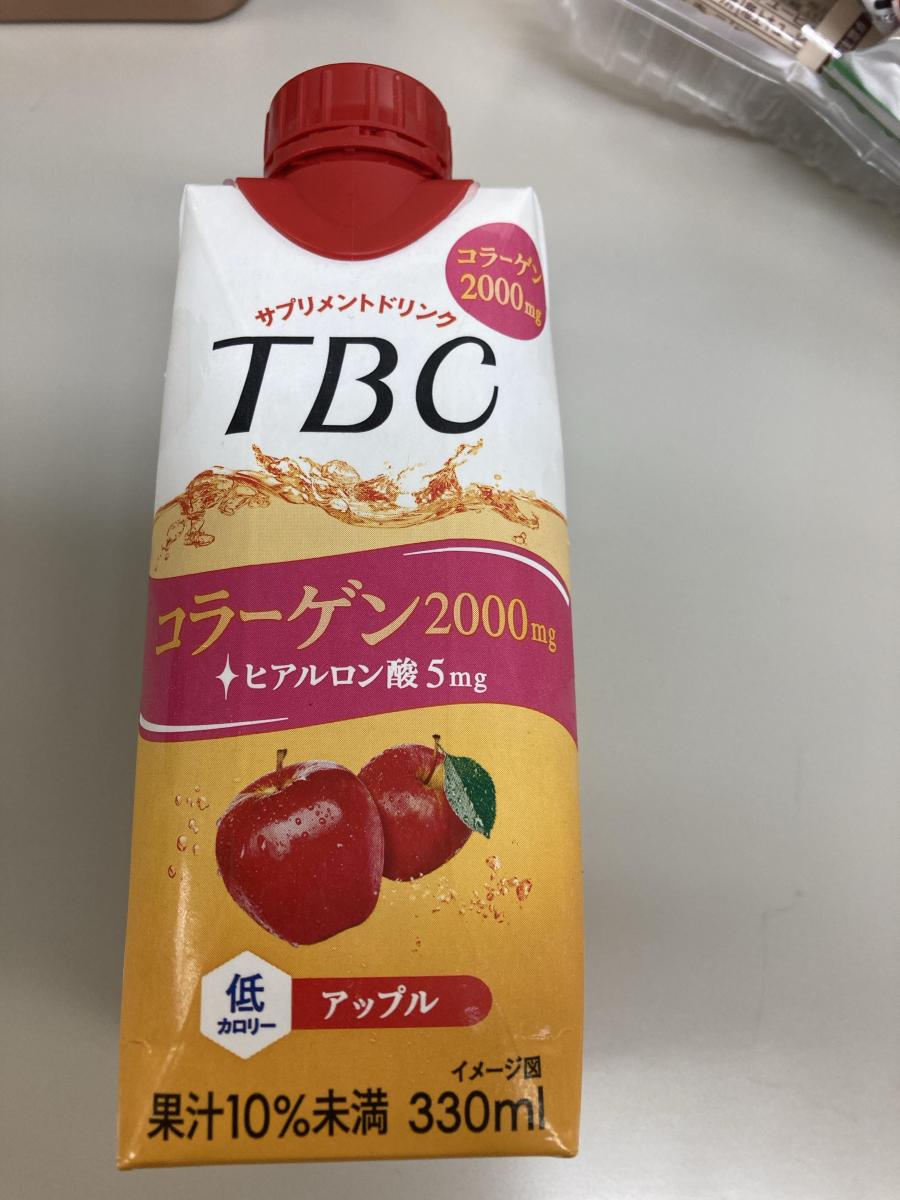 コラーゲン
2000mg
サプリメントドリンク
TBC
コラーゲン2000mg
ヒアルロン酸5mg
低
カロリー
アップル
イメージ図
果汁10%未満 330ml